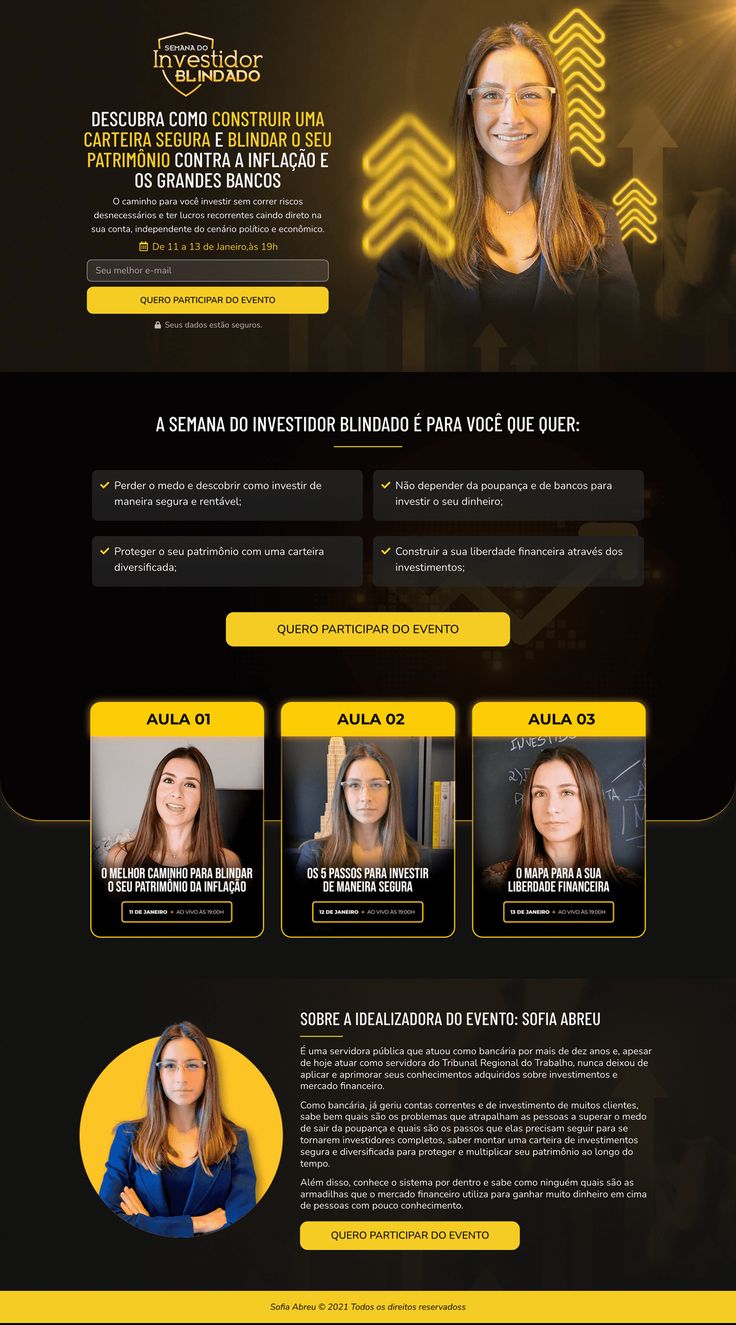 SEMANA DO
Investidor
BLINDADO
DESCUBRA COMO CONSTRUIR UMA
CARTEIRA SEGURA E BLINDAR O SEU
PATRIMÔNIO CONTRA A INFLAÇÃO E
OS GRANDES BANCOS
O caminho para você investir sem correr riscos
desnecessários e ter lucros recorrentes caindo direto na
sua conta, independente do cenário político e econômico.
De 11 a 13 de Janeiro,às 19h
Seu melhor e-mail
QUERO PARTICIPAR DO EVENTO
Seus dados estão seguros.
A SEMANA DO INVESTIDOR BLINDADO É PARA VOCÊ QUE QUER:
Perder o medo e descobrir como investir de
maneira segura e rentável;
Não depender da poupança e de bancos para
investir o seu dinheiro;
Proteger o seu patrimônio com uma carteira
diversificada;
Construir a sua liberdade financeira através dos
investimentos;
QUERO PARTICIPAR DO EVENTO
AULA 01
O MELHOR CAMINHO PARA BLINDAR
O SEU PATRIMÔNIO DA INFLAÇÃO
11 DE JANEIRO + AO VIVO ÀS 19:00H
AULA 02
OS 5 PASSOS PARA INVESTIR
DE MANEIRA SEGURA
12 DE JANEIRO + AO VIVO ÀS 19:00H
AULA 03
O MAPA PARA A SUA
LIBERDADE FINANCEIRA
13 DE JANEIRO + AO VIVO ÀS 19:00H
SOBRE A IDEALIZADORA DO EVENTO: SOFIA ABREU
É uma servidora pública que atuou como bancária por mais de dez anos e, apesar
de hoje atuar como servidora do Tribunal Regional do Trabalho, nunca deixou de
aplicar e aprimorar seus conhecimentos adquiridos sobre investimentos e
mercado financeiro.
Como bancária, já geriu contas correntes e de investimento de muitos clientes,
sabe bem quais são os problemas que atrapalham as pessoas a superar o medo
de sair da poupança e quais são os passos que elas precisam seguir para se
tornarem investidores completos, saber montar uma carteira de investimentos
segura e diversificada para proteger e multiplicar seu patrimônio ao longo do
tempo.
Além disso, conhece o sistema por dentro e sabe como ninguém quais são as
armadilhas que o mercado financeiro utiliza para ganhar muito dinheiro em cima
de pessoas com pouco conhecimento.
QUERO PARTICIPAR DO EVENTO
Sofia Abreu © 2021 Todos os direitos reservadoss